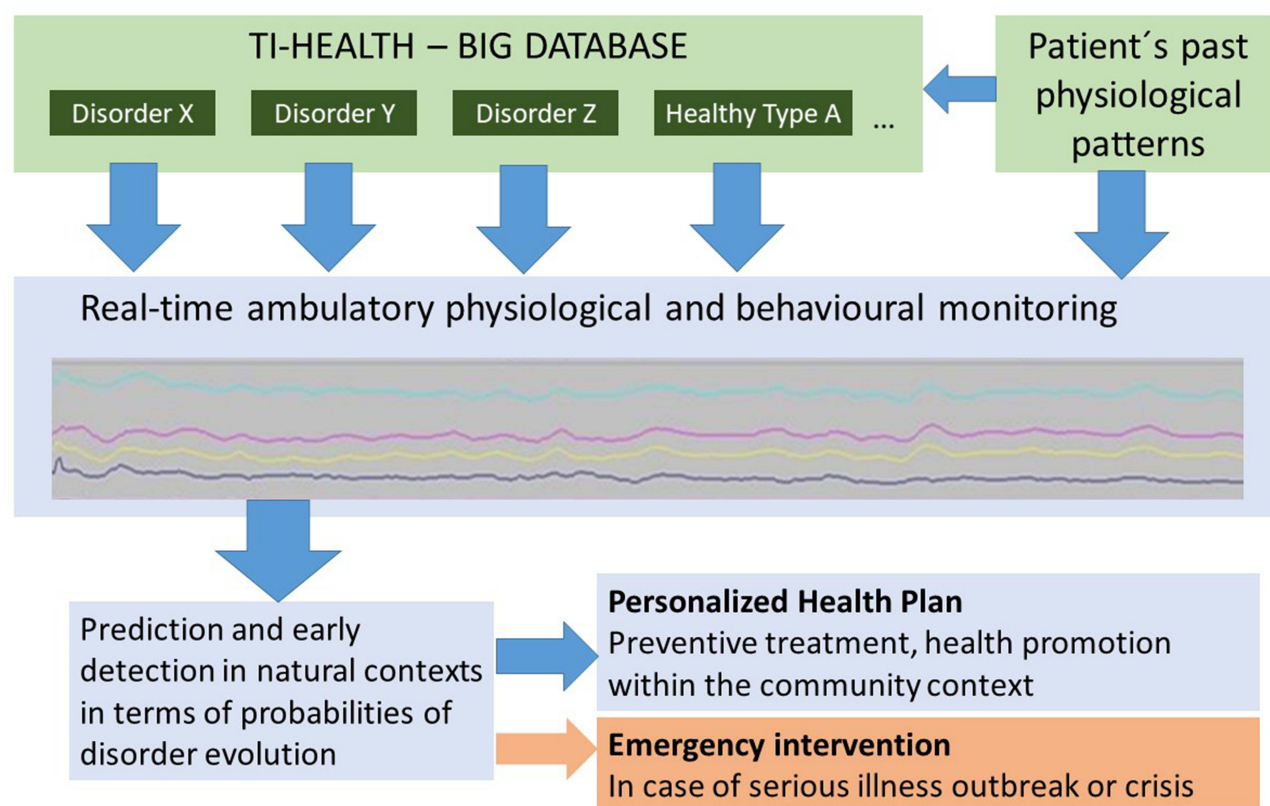 TI-HEALTH – BIG DATABASE
Disorder X
Disorder Y
Disorder Z
Healthy Type A
...
Patient´s past
physiological
patterns
Real-time ambulatory physiological and behavioural monitoring
Prediction and early
detection in natural contexts
in terms of probabilities of
disorder evolution
Personalized Health Plan
Preventive treatment, health promotion
within the community context
Emergency intervention
In case of serious illness outbreak or crisis